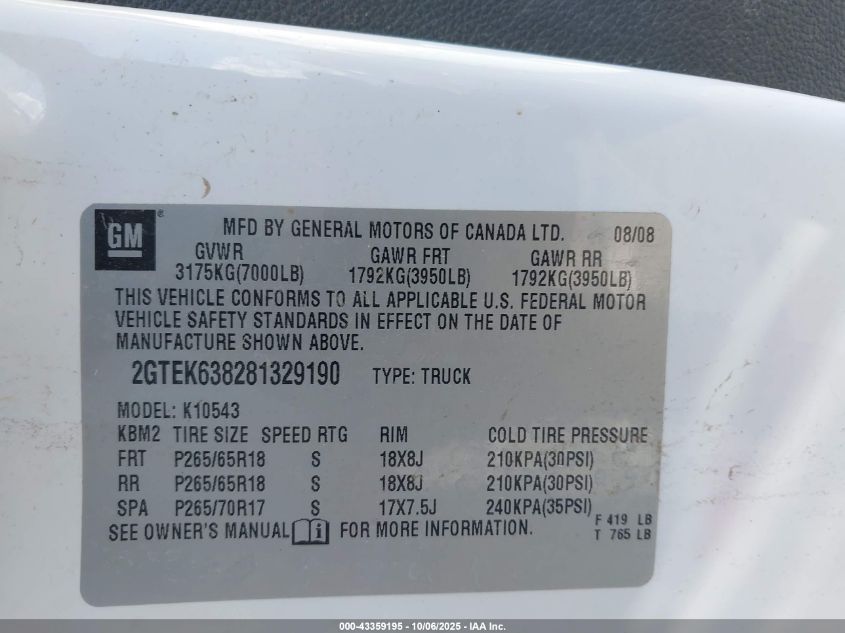 GM ®
MFD BY GENERAL MOTORS OF CANADA LTD. 08/08
GVWR GAWR FRT GAWR RR
3175KG(7000LB) 1792KG(3950LB) 1792KG(3950LB)
THIS VEHICLE CONFORMS TO ALL APPLICABLE U.S. FEDERAL MOTOR
VEHICLE SAFETY STANDARDS IN EFFECT ON THE DATE OF
MANUFACTURE SHOWN ABOVE.
2GTEK638281329190 TYPE: TRUCK
MODEL: K10543
KBM2 TIRE SIZE SPEED RTG RIM COLD TIRE PRESSURE
FRT P265/65R18 S 18X8J 210KPA(30PSI)
RR P265/65R18 S 18X8J 210KPA(30PSI)
SPA P265/70R17 S 17X7.5J 240KPA(35PSI)
SEE OWNER'S MANUAL i FOR MORE INFORMATION.
F 419 LB
T 765 LB
000-43359195 - 10/06/2025 - IAA Inc.